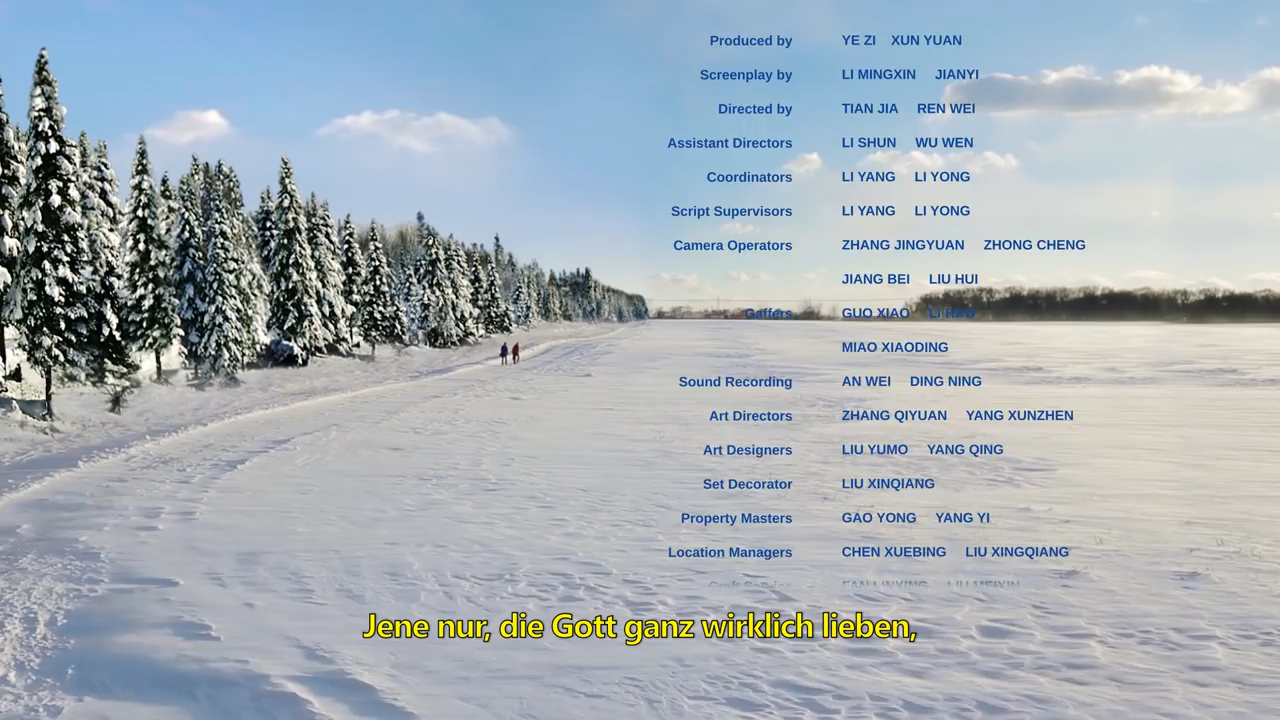 Produced by YE ZI XUN YUAN
Screenplay by LI MINGXIN JIANYI
Directed by TIAN JIA REN WEI
Assistant Directors LI SHUN WU WEN
Coordinators LI YANG LI YONG
Script Supervisors LI YANG LI YONG
Camera Operators ZHANG JINGYUAN ZHONG CHENG
JIANG BEI LIU HUI
Gaffers GUO XIAO LI HAO
MIAO XIAODING
Sound Recording AN WEI DING NING
Art Directors ZHANG QIYUAN YANG XUNZHEN
Art Designers LIU YUMO YANG QING
Set Decorator LIU XINQIANG
Property Masters GAO YONG YANG YI
Location Managers CHEN XUEBING LIU XINGQIANG
Jene nur, die Gott ganz wirklich lieben,